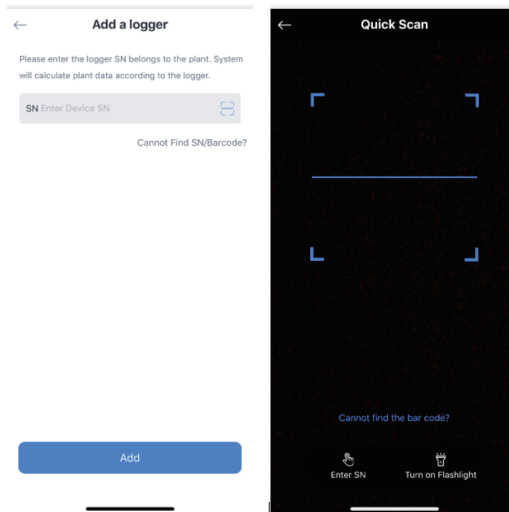 Add a logger
Please enter the logger SN belongs to the plant. System
will calculate plant data according to the logger.
SN Enter Device SN
Cannot Find SN/Barcode?
Add
Quick Scan
Cannot find the bar code?
Enter SN
Turn on Flashlight